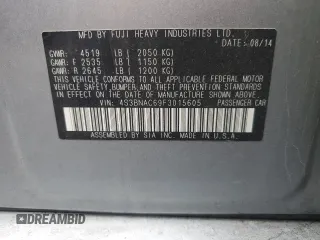 MFD. BY FUJI HEAVY INDUSTRIES LTD.
DATE: 08/14
GVWR: 4519 LB ( 2050 KG)
GAWR: F 2535 LB ( 1150 KG)
GAWR: R 2645 LB ( 1200 KG)
THIS VEHICLE CONFORMS TO ALL APPLICABLE
FEDERAL MOTOR VEHICLE
SAFETY, BUMPER, AND THEFT PREVENTION STANDARDS
IN EFFECT ON THE DATE OF MANUFACTURE
SHOWN ABOVE.
VIN: 4S3BNAC69F3015605 PASSENGER CAR
ASSEMBLED BY SIA INC. MADE IN U.S.A.
DREAMBID